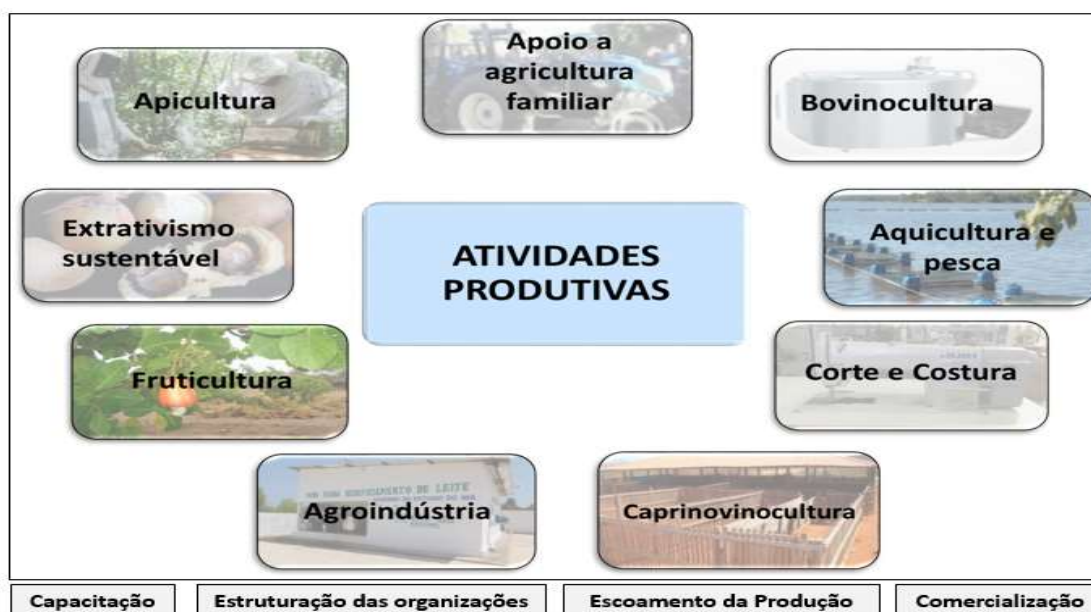 Apicultura
Apoio a
agricultura
familiar
Bovinocultura
Extrativismo
sustentável
ATIVIDADES
PRODUTIVAS
Aquicultura e
pesca
Fruticultura
Corte e Costura
Agroindústria
Caprinovinocultura
Capacitação
Estruturação das organizações
Escoamento da Produção
Comercialização